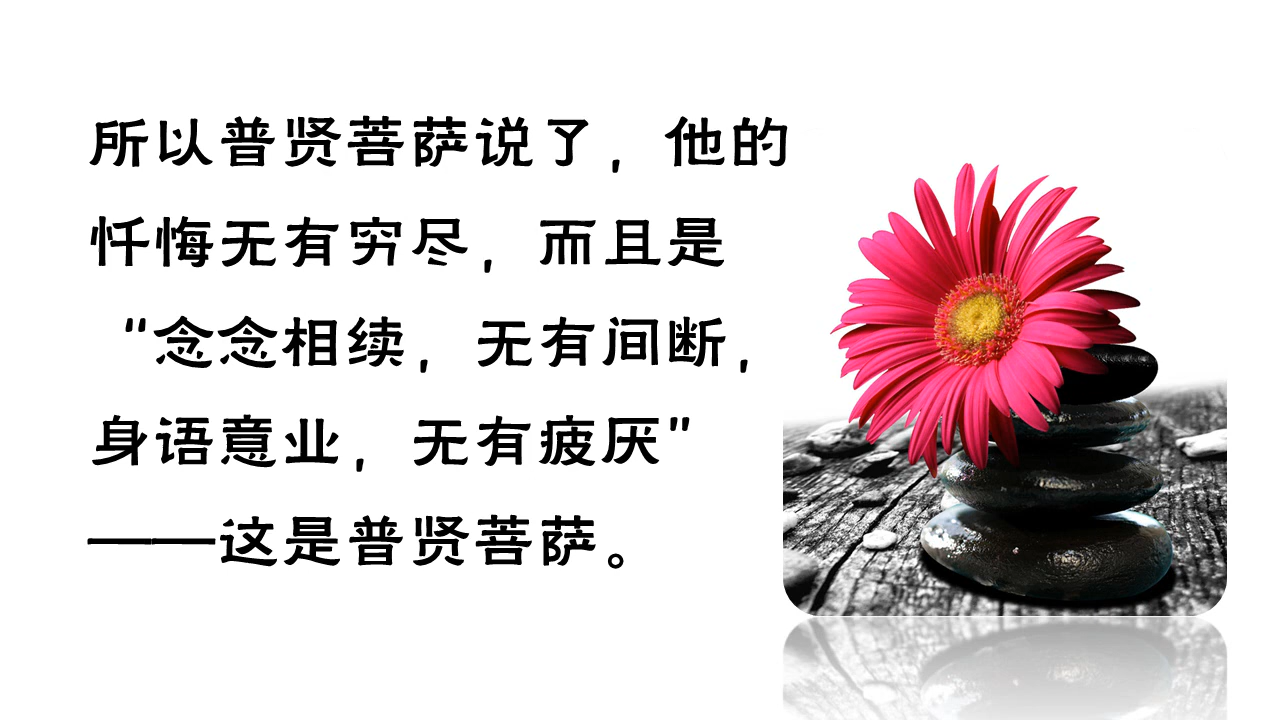 所以普贤菩萨说了，他的
忏悔无有穷尽，而且是
“念念相续，无有间断，
身语意业，无有疲厌”
——这是普贤菩萨。